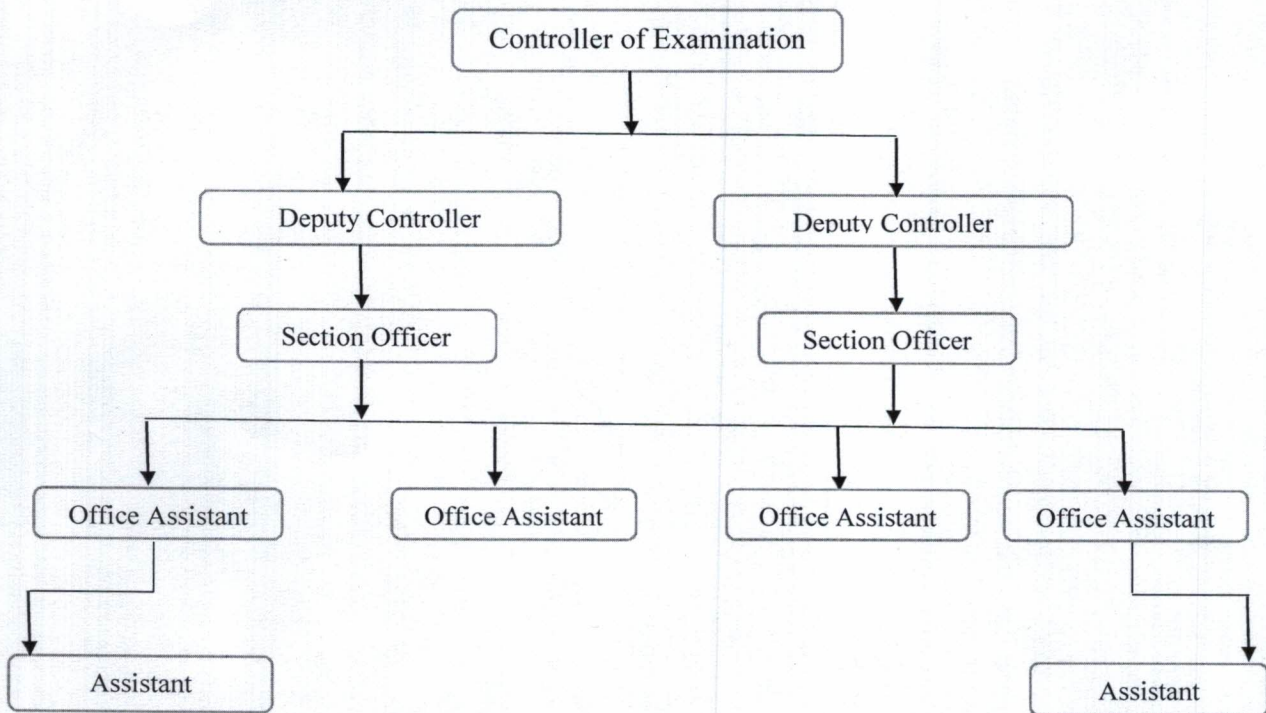 Controller of Examination
Deputy Controller
Deputy Controller
Section Officer
Section Officer
Office Assistant
Office Assistant
Office Assistant
Office Assistant
Assistant
Assistant